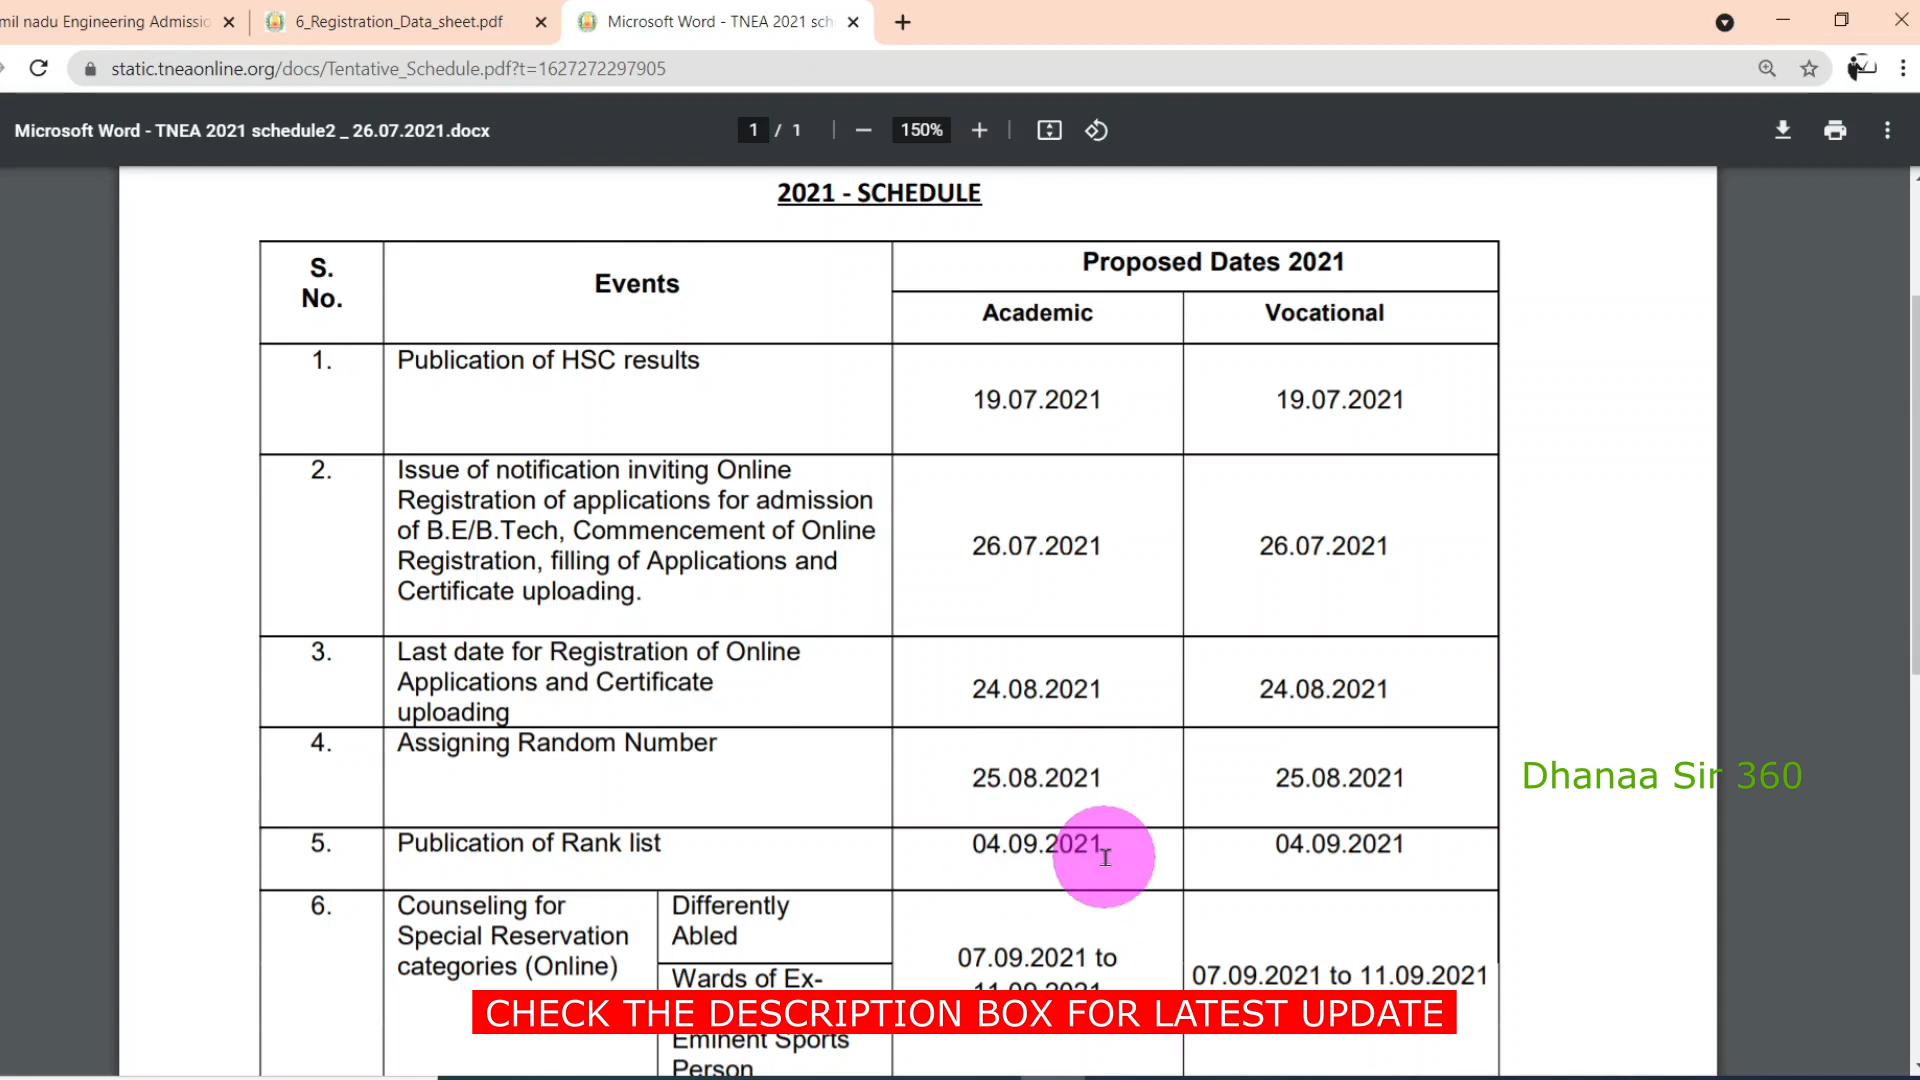 mil nadu Engineering Admissio
6_Registration_Data_sheet.pdf
Microsoft Word - TNEA 2021 sch
static.tneaonline.org/docs/Tentative_Schedule.pdf?t=1627272297905
Microsoft Word - TNEA 2021 schedule2 _ 26.07.2021.docx
1 / 1
150%
2021 - SCHEDULE
S.
No.
Events
Proposed Dates 2021
Academic
Vocational
1.
Publication of HSC results
19.07.2021
19.07.2021
2.
Issue of notification inviting Online
Registration of applications for admission
of B.E/B.Tech, Commencement of Online
Registration, filling of Applications and
Certificate uploading.
26.07.2021
26.07.2021
3.
Last date for Registration of Online
Applications and Certificate
uploading
24.08.2021
24.08.2021
4.
Assigning Random Number
25.08.2021
25.08.2021
Dhanaa Sir 360
5.
Publication of Rank list
04.09.2021
04.09.2021
6.
Counseling for
Special Reservation
categories (Online)
Differently
Abled
Wards of Ex-
Eminent Sports
Person
07.09.2021 to
11.09.2021
07.09.2021 to 11.09.2021
CHECK THE DESCRIPTION BOX FOR LATEST UPDATE